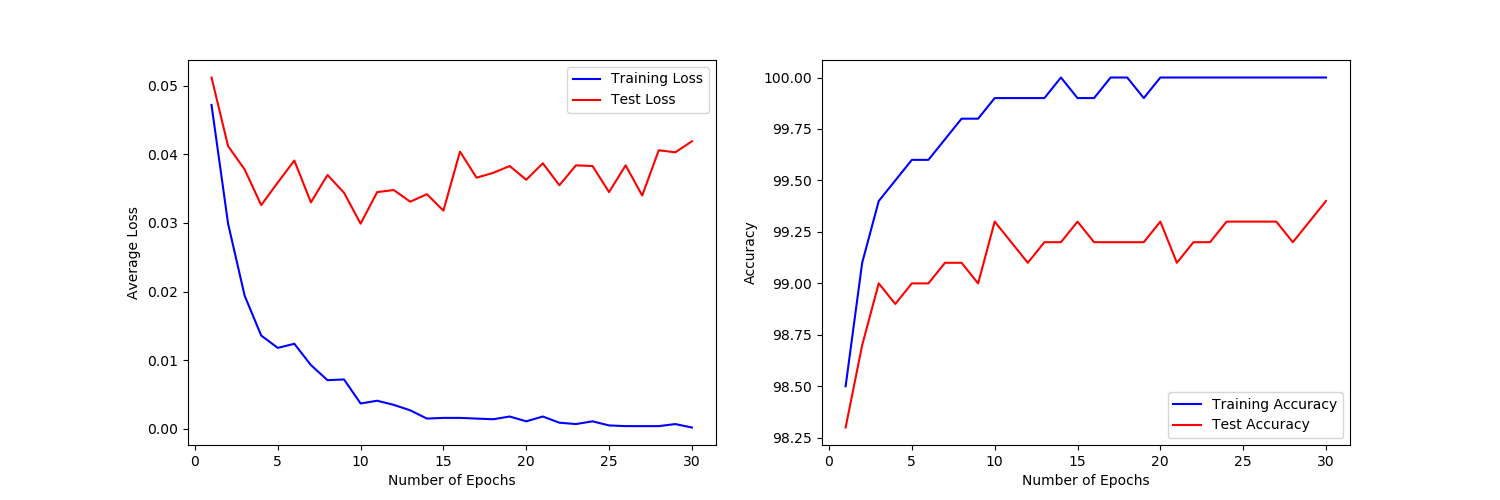 Training Loss
Test Loss
0.05
0.04
0.03
0.02
0.01
0.00
Average Loss
0 5 10 15 20 25 30
Number of Epochs
100.00
99.75
99.50
99.25
99.00
98.75
98.50
98.25
Accuracy
Training Accuracy
Test Accuracy
0 5 10 15 20 25 30
Number of Epochs